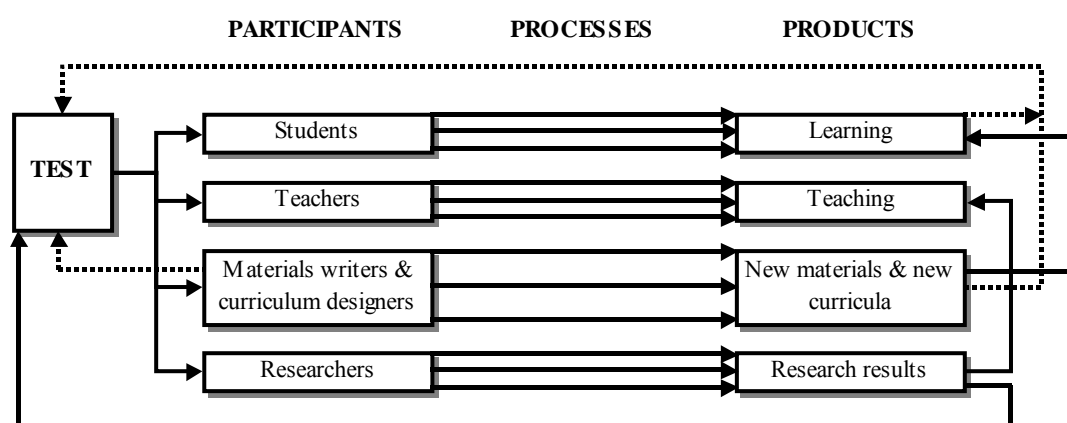 PARTICIPANTS PROCESSES PRODUCTS
TEST
Students
Learning
Teachers
Teaching
Materials writers &
curriculum designers
New materials & new
curricula
Researchers
Research results